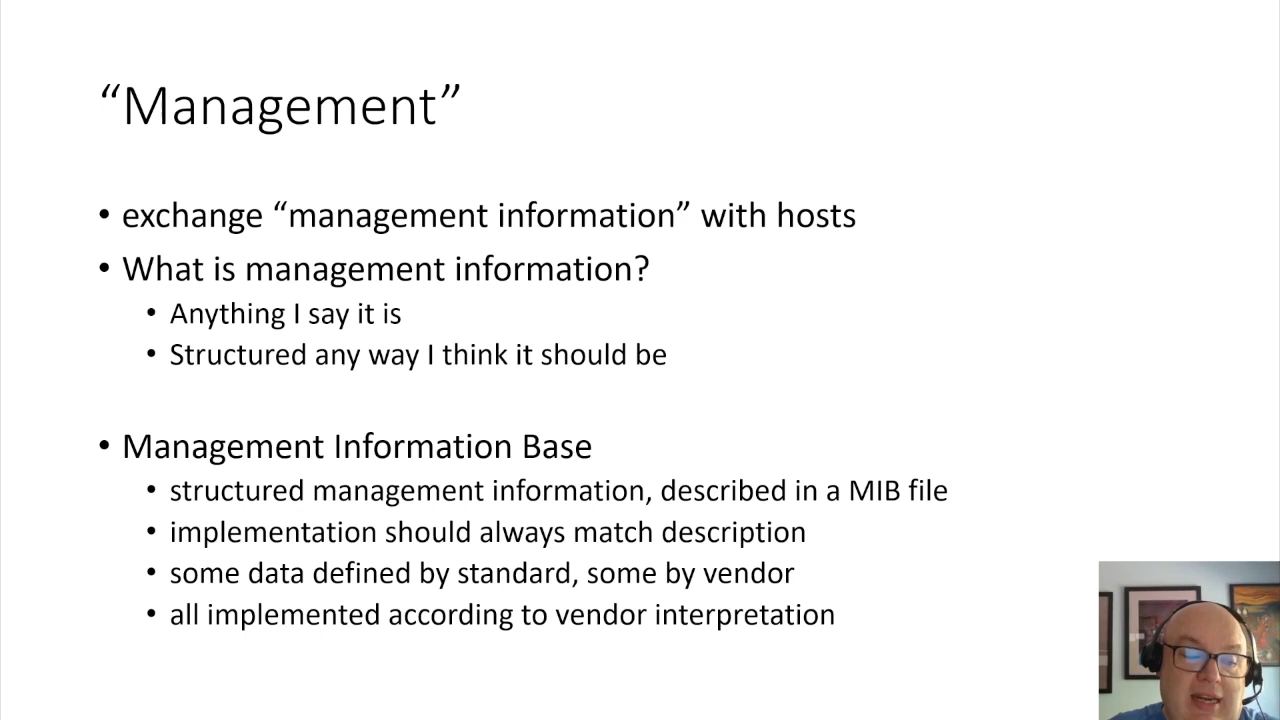 “Management”
• exchange “management information” with hosts
• What is management information?
• Anything I say it is
• Structured any way I think it should be
• Management Information Base
• structured management information, described in a MIB file
• implementation should always match description
• some data defined by standard, some by vendor
• all implemented according to vendor interpretation